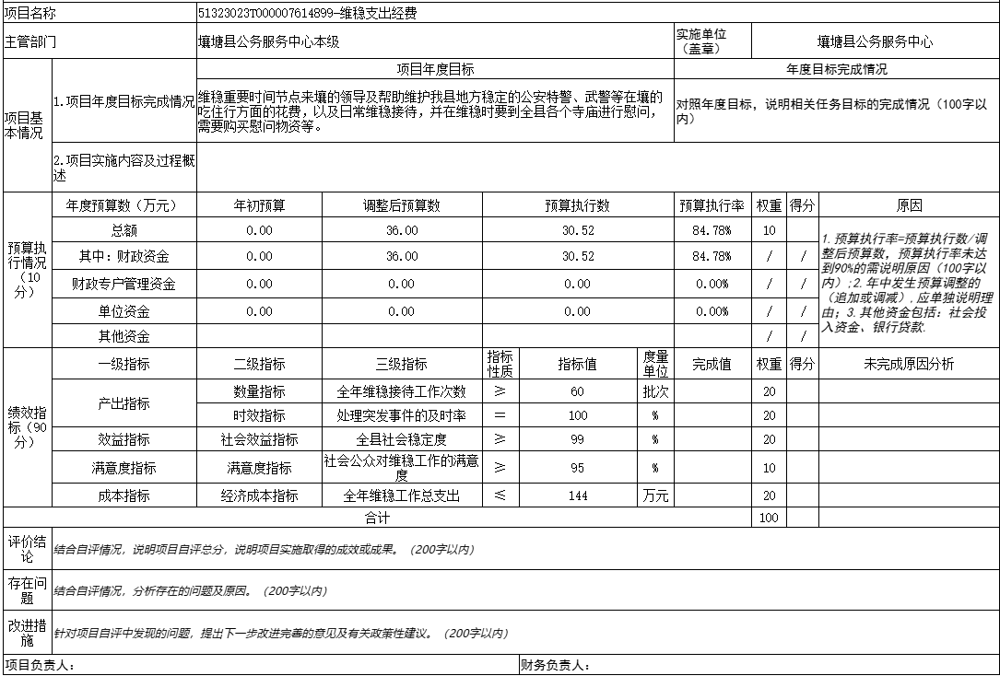 项目名称 51323023T000007614899-维稳支出经费
主管部门 壤塘县公务服务中心本级 实施单位（盖章） 壤塘县公务服务中心
项目基本情况
1.项目年度目标完成情况
项目年度目标 年度目标完成情况
维稳重要时间节点来壤的领导及帮助维护我县地方稳定的公安特警、武警等在壤的
吃住行方面的花费，以及日常维稳接待，并在维稳时要到全县各个寺庙进行慰问，
需要购买慰问物资等。
对照年度目标，说明相关任务目标的完成情况（100字以
内）
2.项目实施内容及过程概
述
预算执行情况（10分）
年度预算数（万元） 年初预算 调整后预算数 预算执行数 预算执行率 权重 得分 原因
总额 0.00 36.00 30.52 84.78% 10
其中：财政资金 0.00 36.00 30.52 84.78% / /
财政专户管理资金 0.00 0.00 0.00 0.00% / /
单位资金 0.00 0.00 0.00 0.00% / /
其他资金 / /
1.预算执行率=预算执行数/调
整后预算数，预算执行率未达
到90%的需说明原因（100字以
内）;2.年中发生预算调整的
（追加或调减）,应单独说明理
由；3.其他资金包括：社会投
入资金、银行贷款.
绩效指标（90分）
一级指标 二级指标 三级指标 指标性质 指标值 度量单位 完成值 权重 得分 未完成原因分析
产出指标 数量指标 全年维稳接待工作次数 ≥ 60 批次 20
时效指标 处理突发事件的及时率 ＝ 100 % 20
效益指标 社会效益指标 全县社会稳定度 ≥ 99 % 20
满意度指标 满意度指标 社会公众对维稳工作的满意度 ≥ 95 % 10
成本指标 经济成本指标 全年维稳工作总支出 ≤ 144 万元 20
合计 100
评价结论 结合自评情况，说明项目自评总分，说明项目实施取得的成效或成果。（200字以内）
存在问题 结合自评情况，分析存在的问题及原因。（200字以内）
改进措施 针对项目自评中发现的问题，提出下一步改进完善的意见及有关政策性建议。（200字以内）
项目负责人： 财务负责人：